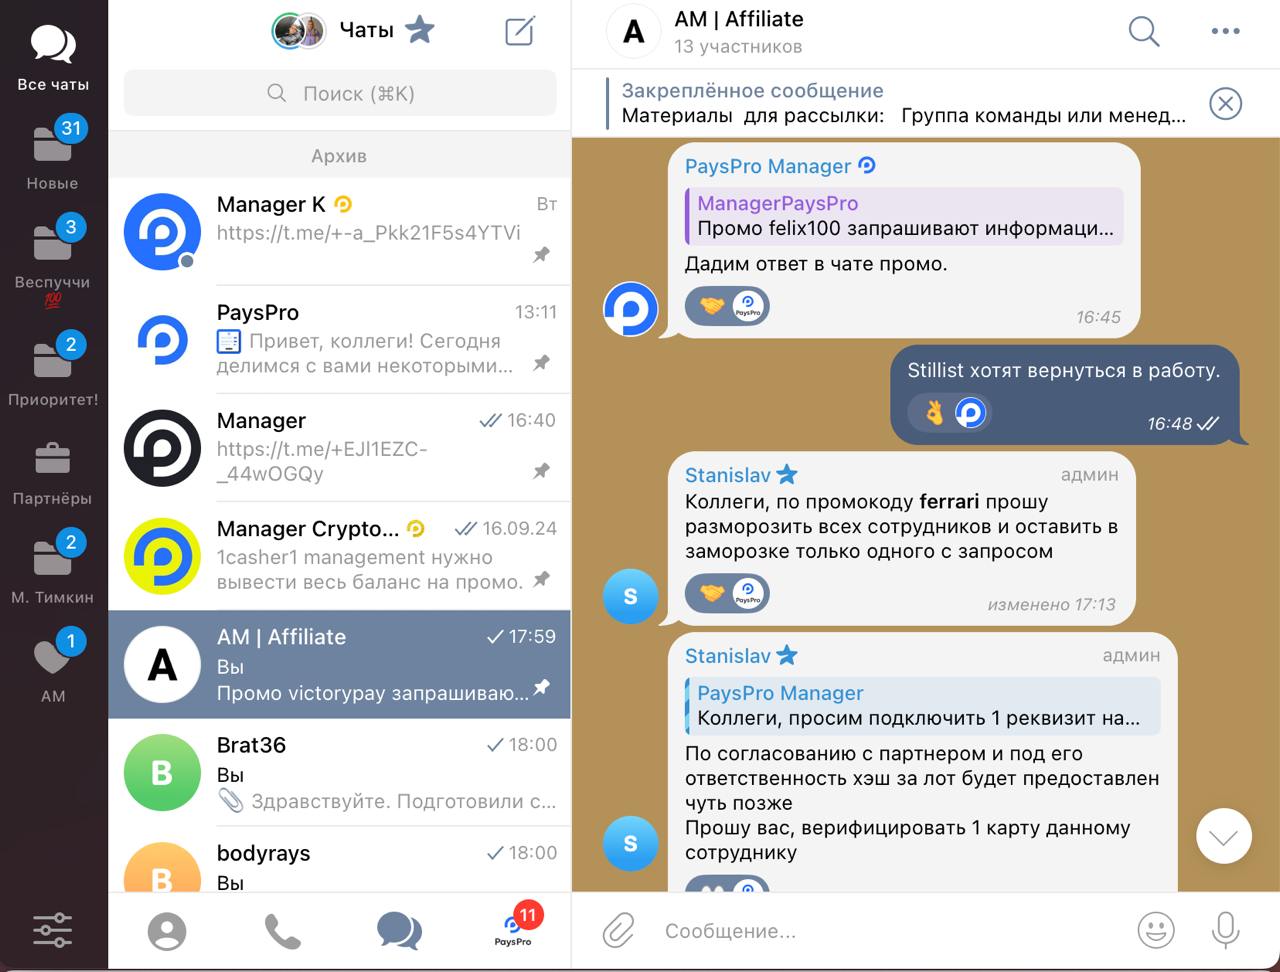 Все чаты
31
Новые
3
Веспуччи
💯
2
Приоритет!
Партнёры
2
М. Тимкин
1
AM
Чаты
Поиск (⌘K)
Архив
Manager K
Вт
https://t.me/+-a_Pkk21F5s4YTVi
PaysPro
13:11
Привет, коллеги! Сегодня
делимся с вами некоторыми...
Manager
16:40
https://t.me/+EJl1EZC-
_44wOGQy
Manager Crypto...
16.09.24
1casher1 management нужно
вывести весь баланс на промо.
A
AM | Affiliate
17:59
Вы
Промо victorypay запрашиваю...
B
Brat36
18:00
Вы
Здравствуйте. Подготовили с...
B
bodyrays
18:00
Вы
11
PaysPro
A
AM | Affiliate
13 участников
Закреплённое сообщение
Материалы для рассылки: Группа команды или менед...
PaysPro Manager
ManagerPaysPro
Промо felix100 запрашивают информаци...
Дадим ответ в чате промо.
PaysPro
16:45
Stillist хотят вернуться в работу.
16:48
Stanislav
админ
Коллеги, по промокоду ferrari прошу
разморозить всех сотрудников и оставить в
заморозке только одного с запросом
PaysPro
изменено 17:13
S
Stanislav
админ
PaysPro Manager
Коллеги, просим подключить 1 реквизит на...
По согласованию с партнером и под его
ответственность хэш за лот будет предоставлен
чуть позже
Прошу вас, верифицировать 1 карту данному
сотруднику
S
Сообщение...